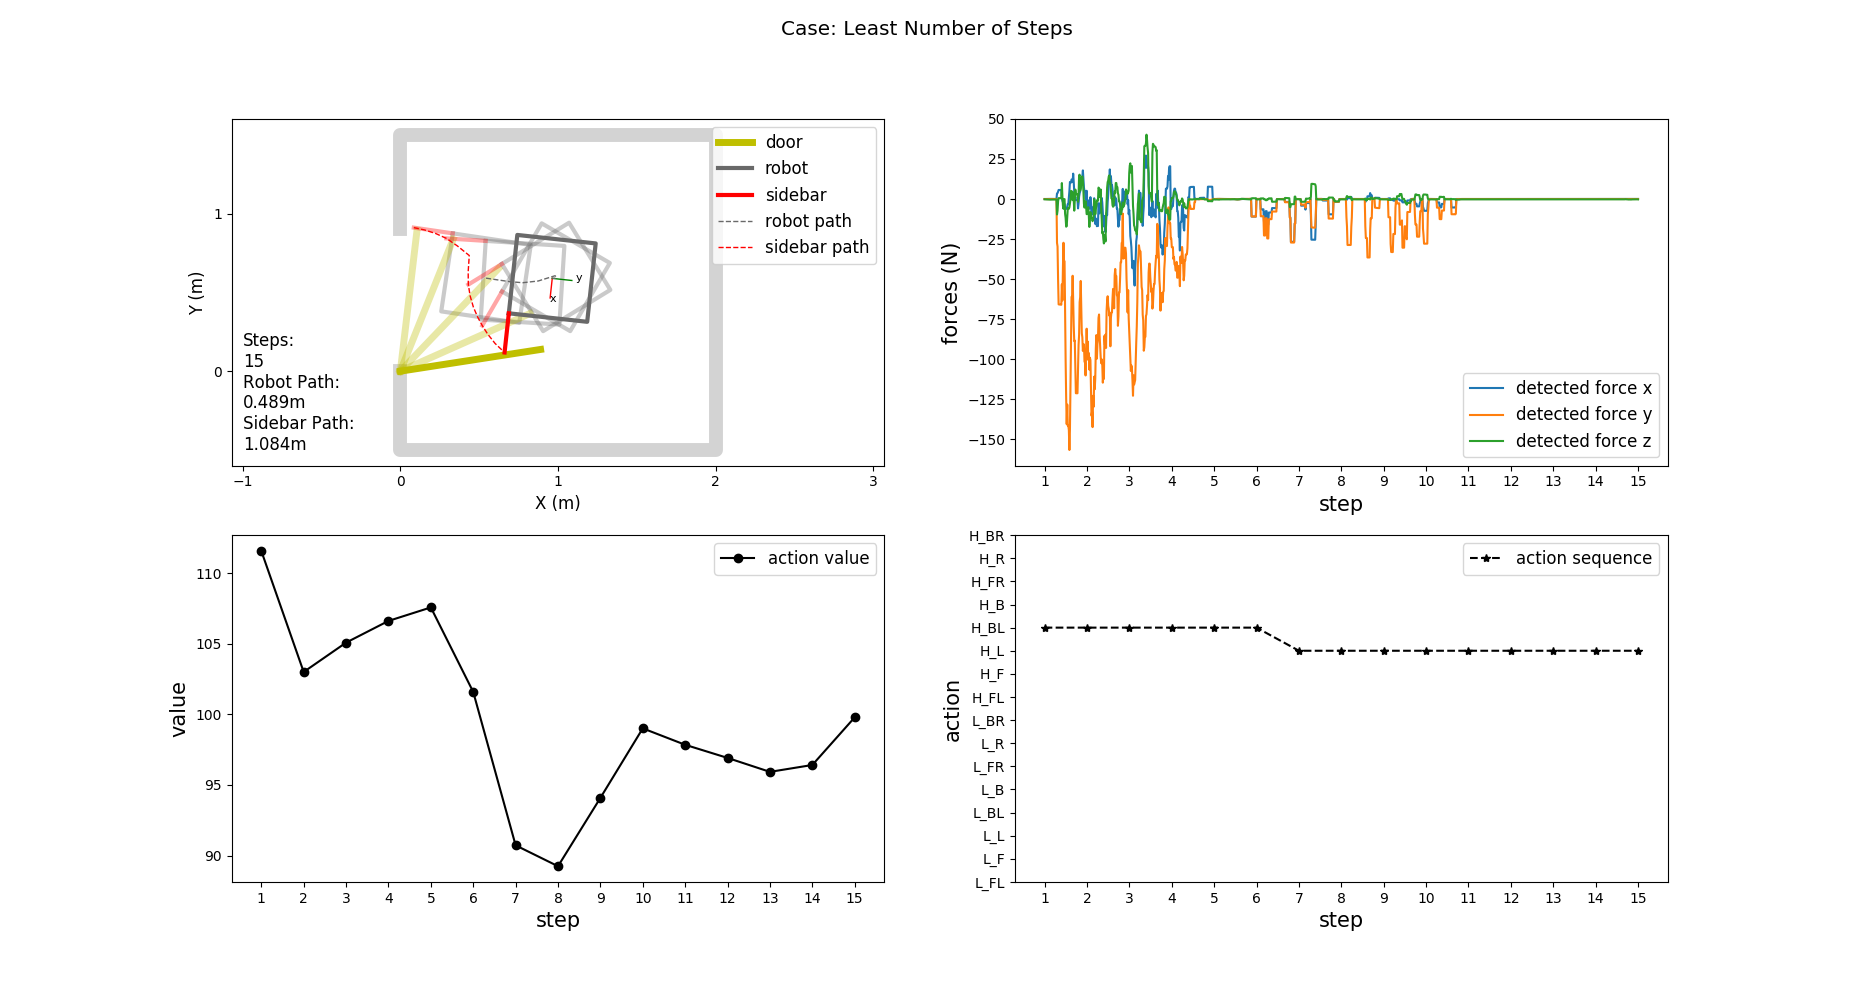 Case: Least Number of Steps
door
robot
sidebar
robot path
sidebar path
y
x
Steps:
15
Robot Path:
0.489m
Sidebar Path:
1.084m
1
0
Y (m)
−1 0 1 2 3
X (m)
50
25
0
−25
−50
−75
−100
−125
−150
forces (N)
detected force x
detected force y
detected force z
1 2 3 4 5 6 7 8 9 10 11 12 13 14 15
step
action value
110
105
100
95
90
value
1 2 3 4 5 6 7 8 9 10 11 12 13 14 15
step
action sequence
H_BR
H_R
H_FR
H_B
H_BL
H_L
H_F
H_FL
L_BR
L_R
L_FR
L_B
L_BL
L_L
L_F
L_FL
action
1 2 3 4 5 6 7 8 9 10 11 12 13 14 15
step